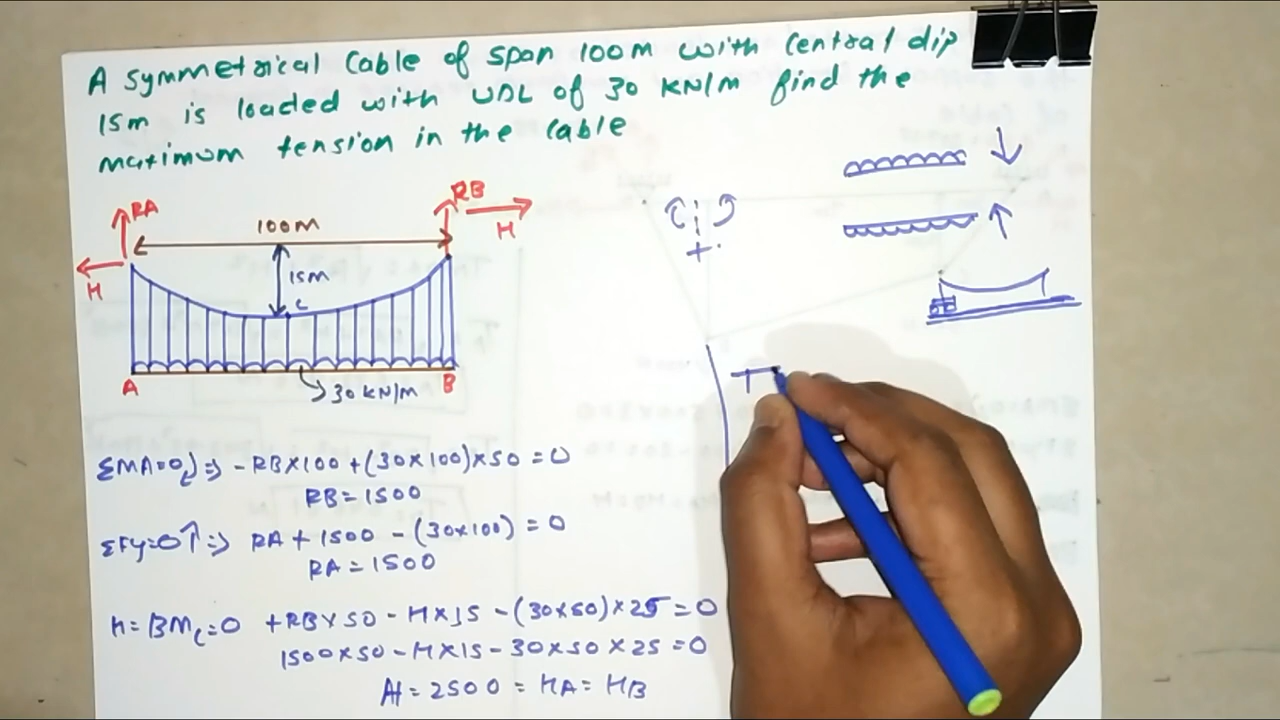 A symmetrical Cable of span 100m with Central dip
15m is loaded with UDL of 30 KN/m find the
maximum tension in the Cable
RA
RB
100M
H
H
15m
C
A
30 KN/m
B
+
ΣMA=0 ⇒ -RB×100 + (30×100)×50 = 0
RB = 1500
ΣFy=0↑ ⇒ RA + 1500 - (30×100) = 0
RA = 1500
H = BMc=0 +RB×50 - H×15 - (30×50)×25 = 0
1500×50 - H×15 - 30×50×25 = 0
H = 2500 = HA = HB
T